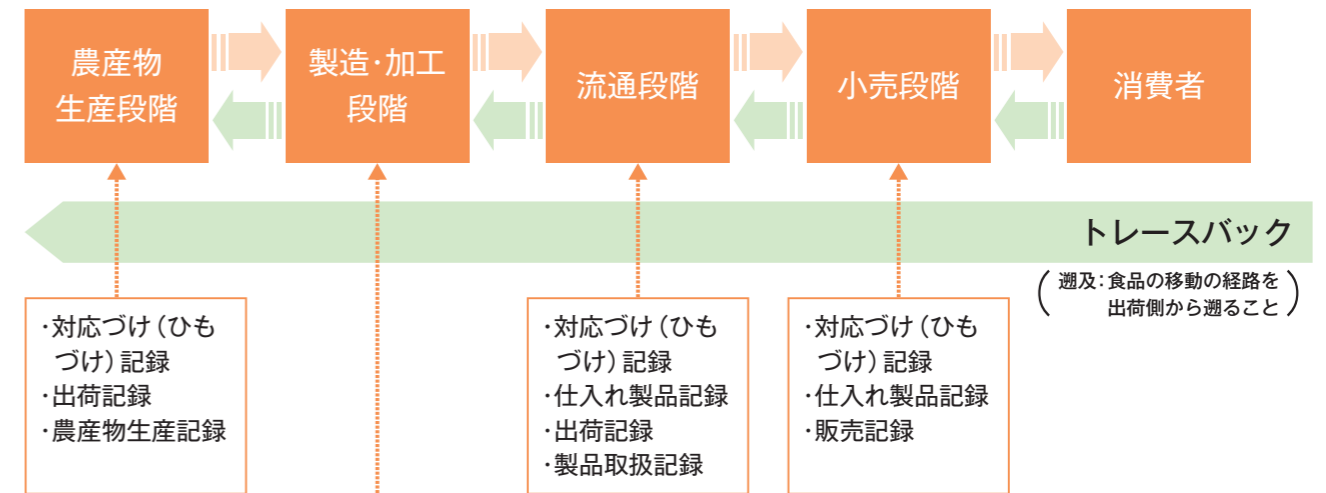 農産物
生産段階
製造·加工
段階
流通段階
小売段階
消費者
トレースバック
(遡及:食品の移動の経路を
出荷側から遡ること)
·対応づけ(ひも
づけ)記録
·出荷記録
·農産物生産記録
·対応づけ(ひも
づけ)記録
·仕入れ製品記録
·出荷記録
·製品取扱記録
·対応づけ(ひも
づけ)記録
·仕入れ製品記録
·販売記録